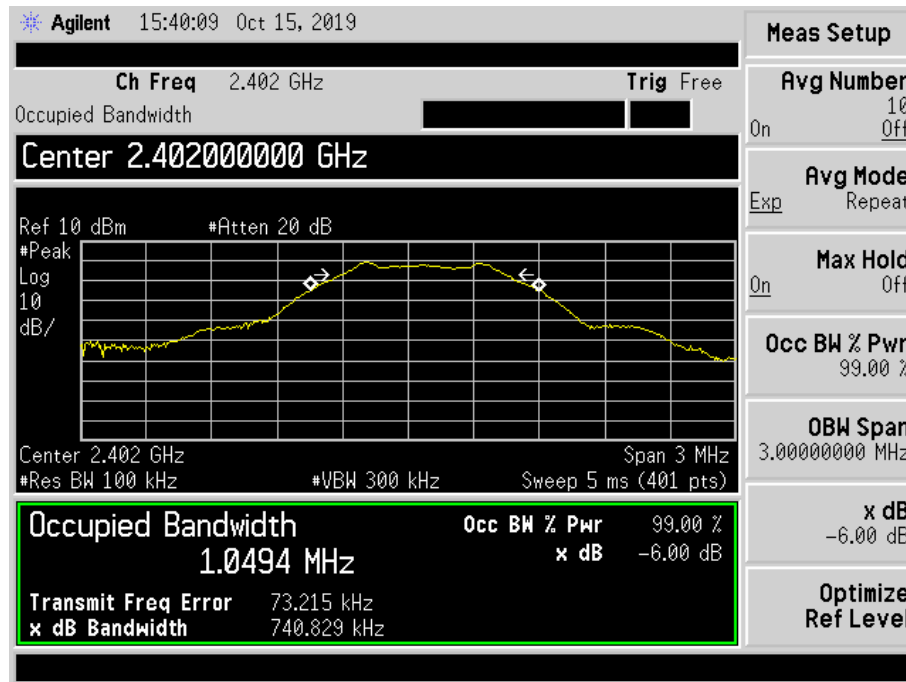 Agilent 15:40:09 Oct 15, 2019
Ch Freq 2.402 GHz Trig Free
Occupied Bandwidth
Center 2.402000000 GHz
Ref 10 dBm #Atten 20 dB
#Peak
Log
10
dB/
Center 2.402 GHz Span 3 MHz
#Res BW 100 kHz #VBW 300 kHz Sweep 5 ms (401 pts)
Occupied Bandwidth Occ BW % Pwr 99.00 %
1.0494 MHz x dB -6.00 dB
Transmit Freq Error 73.215 kHz
x dB Bandwidth 740.829 kHz
Meas Setup
Avg Number
10
On Off
Avg Mode
Exp Repeat
Max Hold
On Off
Occ BW % Pwr
99.00 %
OBW Span
3.00000000 MHz
x dB
-6.00 dB
Optimize
Ref Level